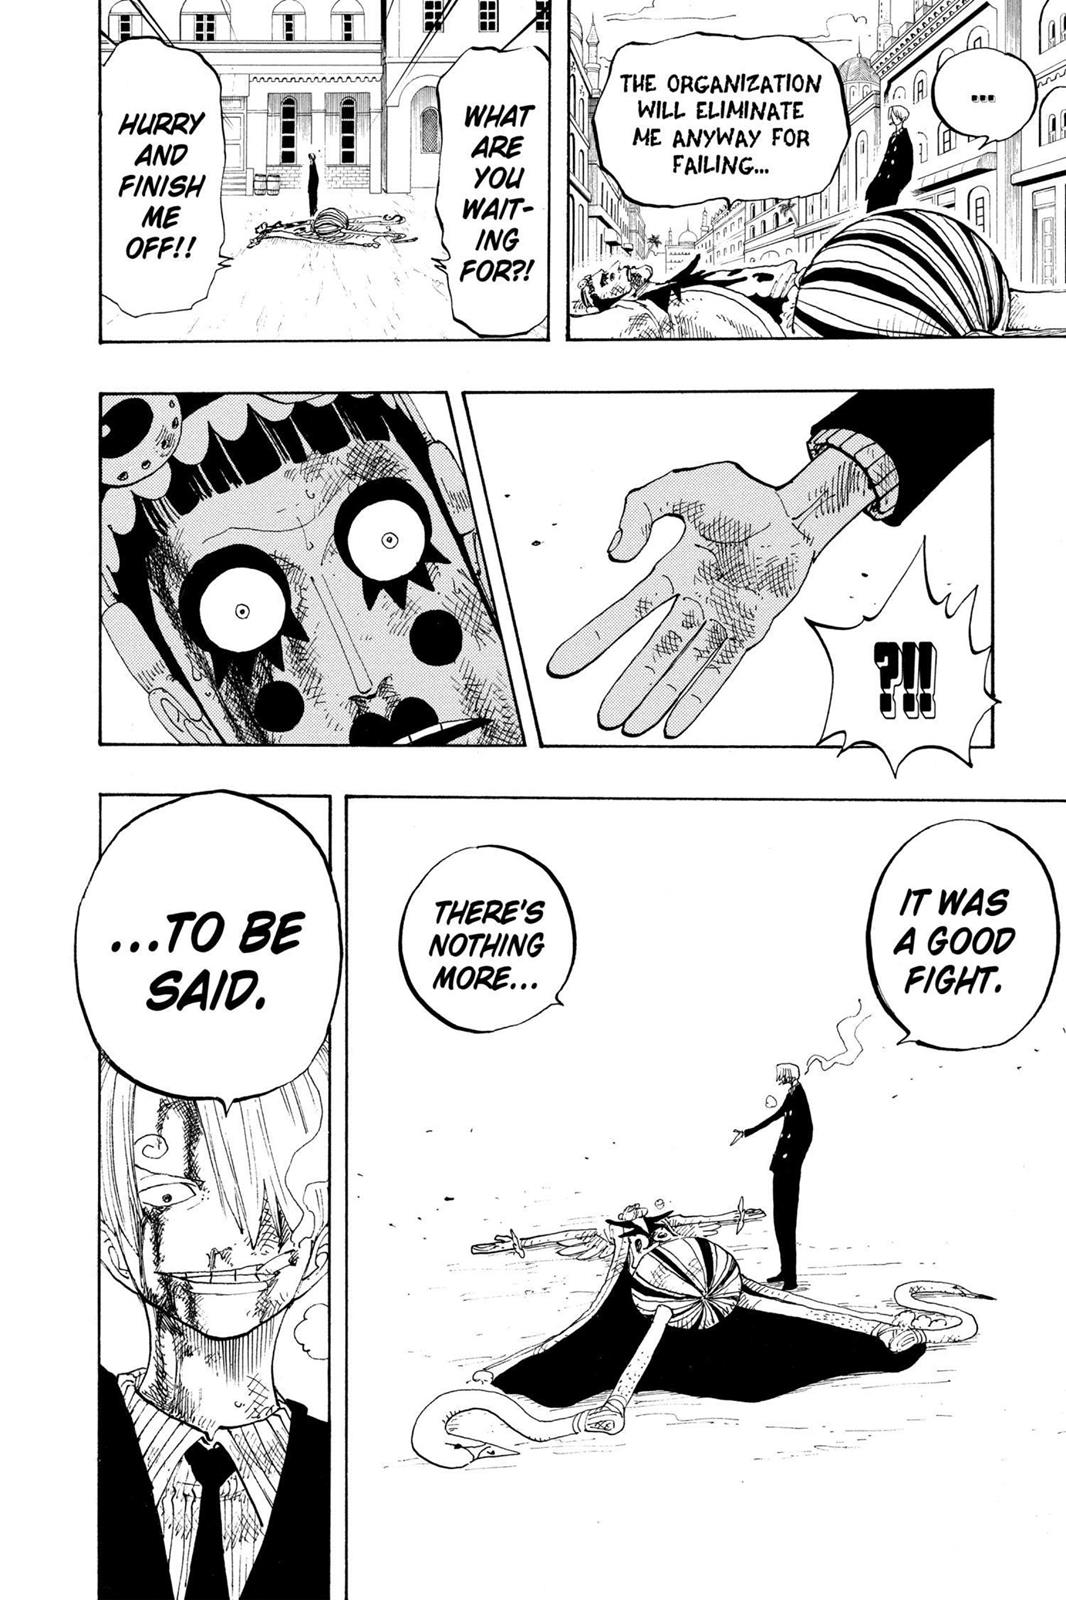 ...
THE ORGANIZATION
WILL ELIMINATE
ME ANYWAY FOR
FAILING...
WHAT
ARE
YOU
WAIT-
ING
FOR?!
HURRY
AND
FINISH
ME
OFF!!
?!!
IT WAS
A GOOD
FIGHT.
THERE'S
NOTHING
MORE...
...TO BE
SAID.